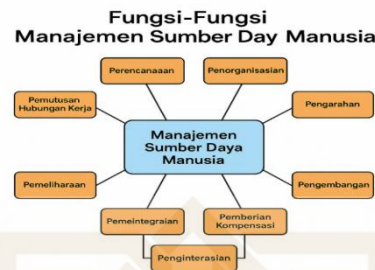 Fungsi-Fungsi
Manajemen Sumber Day Manusia
Perencanaaan
Penorganisasian
Pemutusan
Hubungan Kerja
Pengarahan
Manajemen
Sumber Daya
Manusia
Pemeliharaan
Pengembangan
Pemeintegraian
Pemberian
Kompensasi
Penginterasian